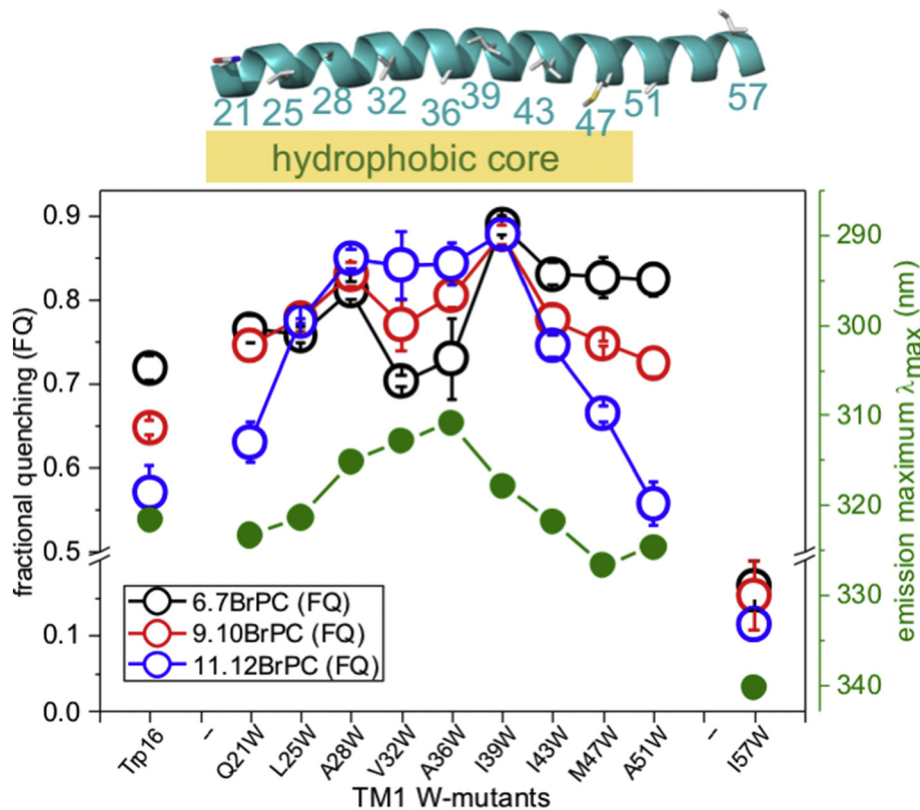 21 25 28 32 36 39 43 47 51 57
hydrophobic core
fractional quenching (FQ)
0.9
0.8
0.7
0.6
0.5
0.1
0.0
290
300
310
320
330
340
emission maximum λmax (nm)
6.7BrPC (FQ)
9.10BrPC (FQ)
11.12BrPC (FQ)
Trp16 – Q21W L25W A28W V32W A36W I39W I43W M47W A51W – I57W
TM1 W-mutants